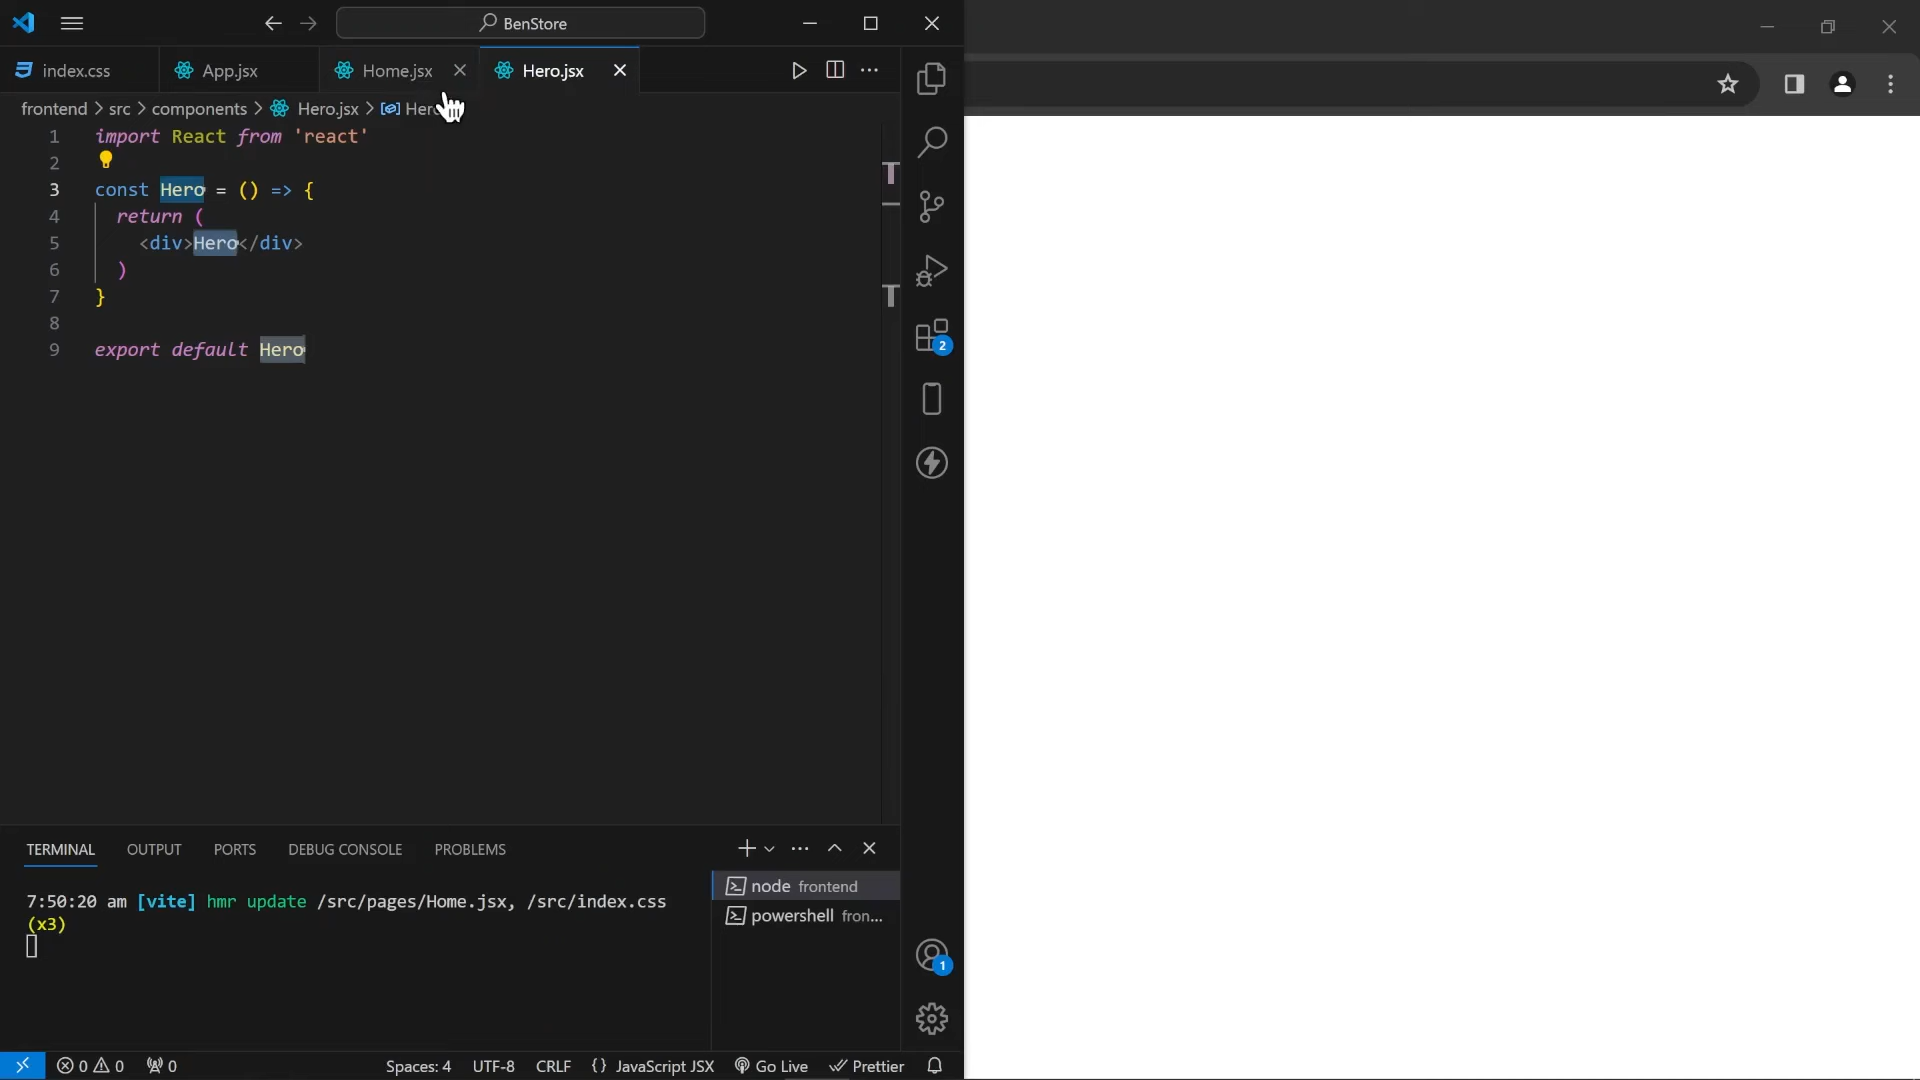 BenStore
index.css
App.jsx
Home.jsx
Hero.jsx
frontend > src > components > Hero.jsx > Her
1 import React from 'react'
2
3 const Hero = () => {
4 return (
5 <div>Hero</div>
6 )
7 }
8
9 export default Hero
T
T
2
TERMINAL
OUTPUT
PORTS
DEBUG CONSOLE
PROBLEMS
7:50:20 am [vite] hmr update /src/pages/Home.jsx, /src/index.css
(x3)
node frontend
powershell fron...
1
0 0 0
Spaces: 4
UTF-8
CRLF
{} JavaScript JSX
Go Live
Prettier